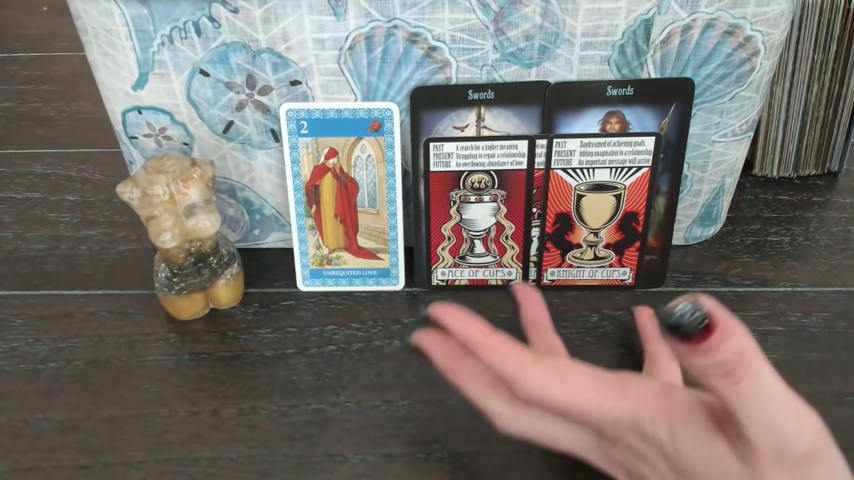 Swords
Swords
2
PAST A search for a higher meaning.
PRESENT Struggling to repair a relationship.
FUTURE An overflowing abundance of love
PAST Daydreamed of achieving goals.
PRESENT Adding imagination to a relationship.
FUTURE An important message will arrive
UNREQUITED LOVE
ACE OF CUPS
KNIGHT OF CUPS